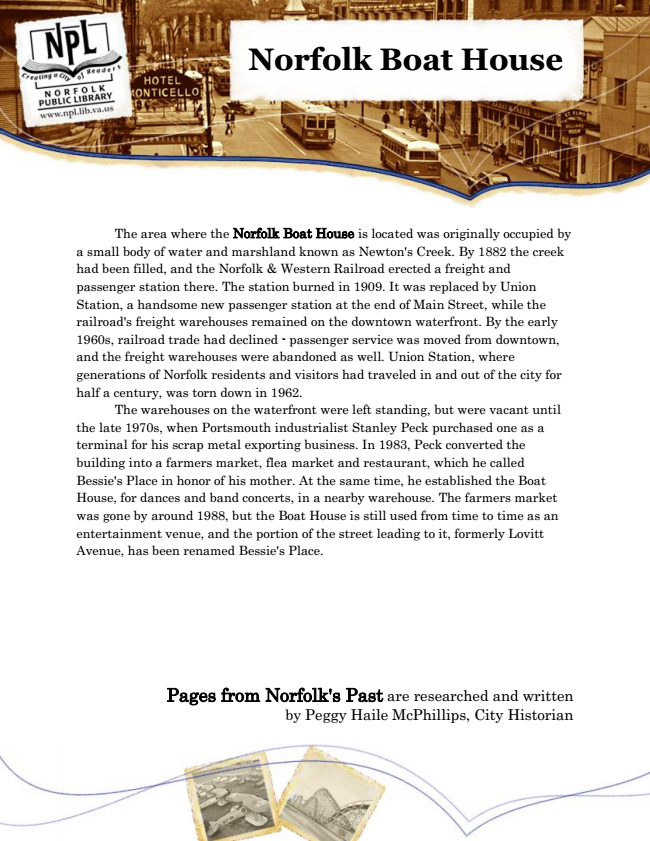 NPL
Creating a City of Readers
NORFOLK
PUBLIC LIBRARY
www.npl.lib.va.us
Norfolk Boat House
HOTEL
MONTICELLO
The area where the Norfolk Boat House is located was originally occupied by
a small body of water and marshland known as Newton's Creek. By 1882 the creek
had been filled, and the Norfolk & Western Railroad erected a freight and
passenger station there. The station burned in 1909. It was replaced by Union
Station, a handsome new passenger station at the end of Main Street, while the
railroad's freight warehouses remained on the downtown waterfront. By the early
1960s, railroad trade had declined - passenger service was moved from downtown,
and the freight warehouses were abandoned as well. Union Station, where
generations of Norfolk residents and visitors had traveled in and out of the city for
half a century, was torn down in 1962.
The warehouses on the waterfront were left standing, but were vacant until
the late 1970s, when Portsmouth industrialist Stanley Peck purchased one as a
terminal for his scrap metal exporting business. In 1983, Peck converted the
building into a farmers market, flea market and restaurant, which he called
Bessie's Place in honor of his mother. At the same time, he established the Boat
House, for dances and band concerts, in a nearby warehouse. The farmers market
was gone by around 1988, but the Boat House is still used from time to time as an
entertainment venue, and the portion of the street leading to it, formerly Lovitt
Avenue, has been renamed Bessie's Place.
Pages from Norfolk's Past are researched and written
by Peggy Haile McPhillips, City Historian